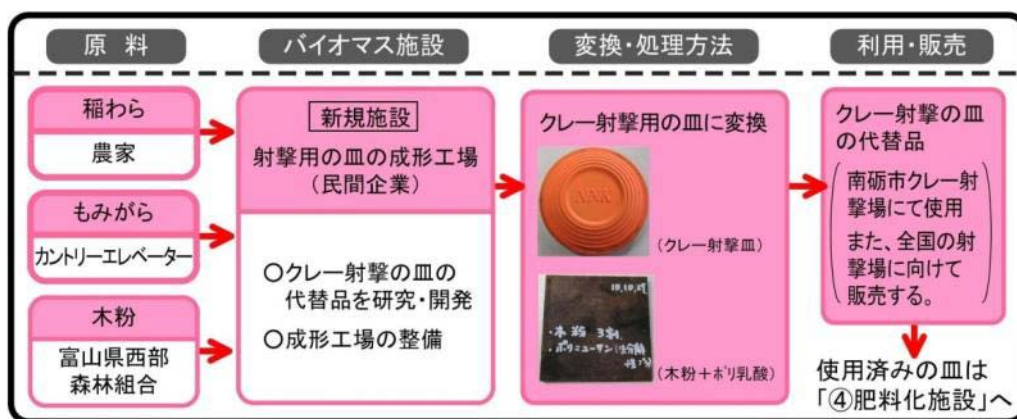 原料
バイオマス施設
変換・処理方法
利用・販売
稲わら
農家
もみがら
カントリーエレベーター
木粉
富山県西部
森林組合
新規施設
射撃用の皿の成形工場
(民間企業)
○クレー射撃の皿の
代替品を研究・開発
○成形工場の整備
クレー射撃用の皿に変換
NNK
(クレー射撃皿)
・木粉 3割
(木粉+ポリ乳酸)
クレー射撃の皿
の代替品
南砺市クレー射
撃場にて使用
また、全国の射
撃場に向けて
販売する。
使用済みの皿は
「④肥料化施設」へ